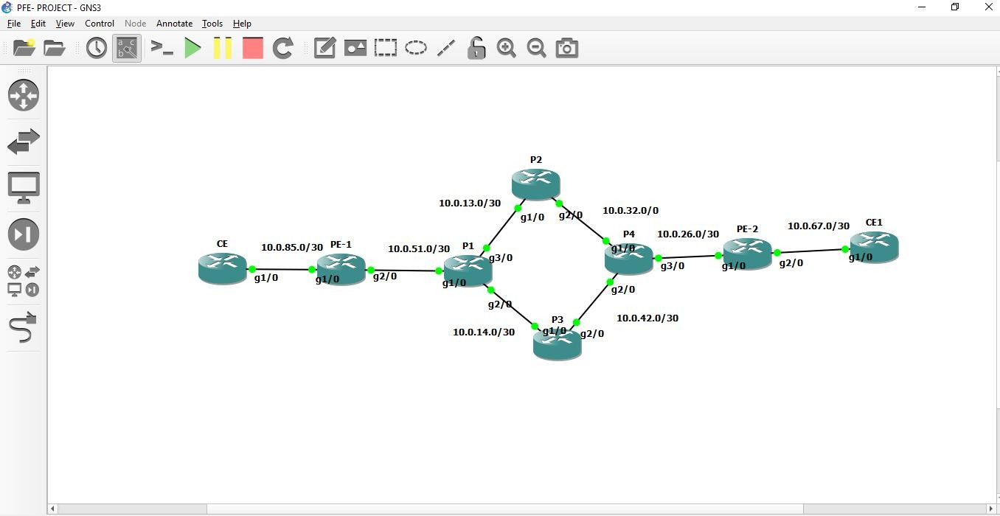 PFE- PROJECT - GNS3
File Edit View Control Node Annotate Tools Help
a c
b
P2
10.0.13.0/30
g1/0
g2/0
10.0.32.0/0
CE
10.0.85.0/30
PE-1
10.0.51.0/30
P1
P4
10.0.26.0/30
PE-2
10.0.67.0/30
CE1
g1/0
g1/0
g2/0
g1/0
g3/0
g1/0
g3/0
g1/0
g2/0
g1/0
g2/0
g2/0
10.0.14.0/30
P3
g1/0
g2/0
10.0.42.0/30